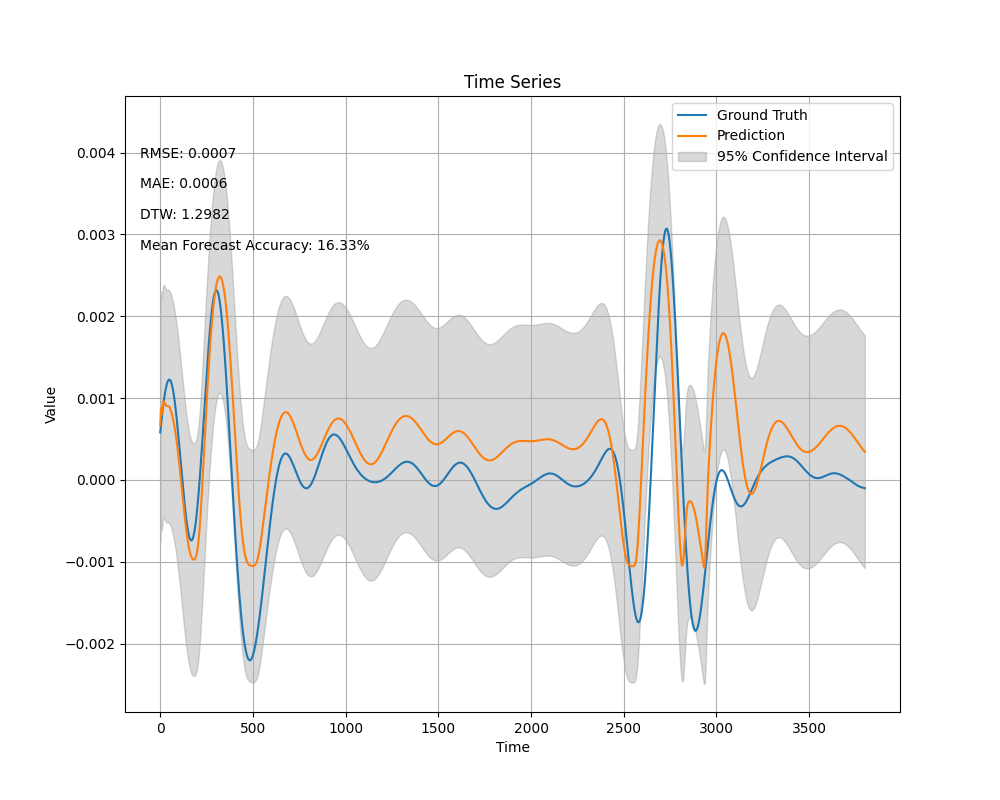 Time Series
Ground Truth
Prediction
95% Confidence Interval
RMSE: 0.0007
MAE: 0.0006
DTW: 1.2982
Mean Forecast Accuracy: 16.33%
Value
0.004
0.003
0.002
0.001
0.000
−0.001
−0.002
0 500 1000 1500 2000 2500 3000 3500
Time